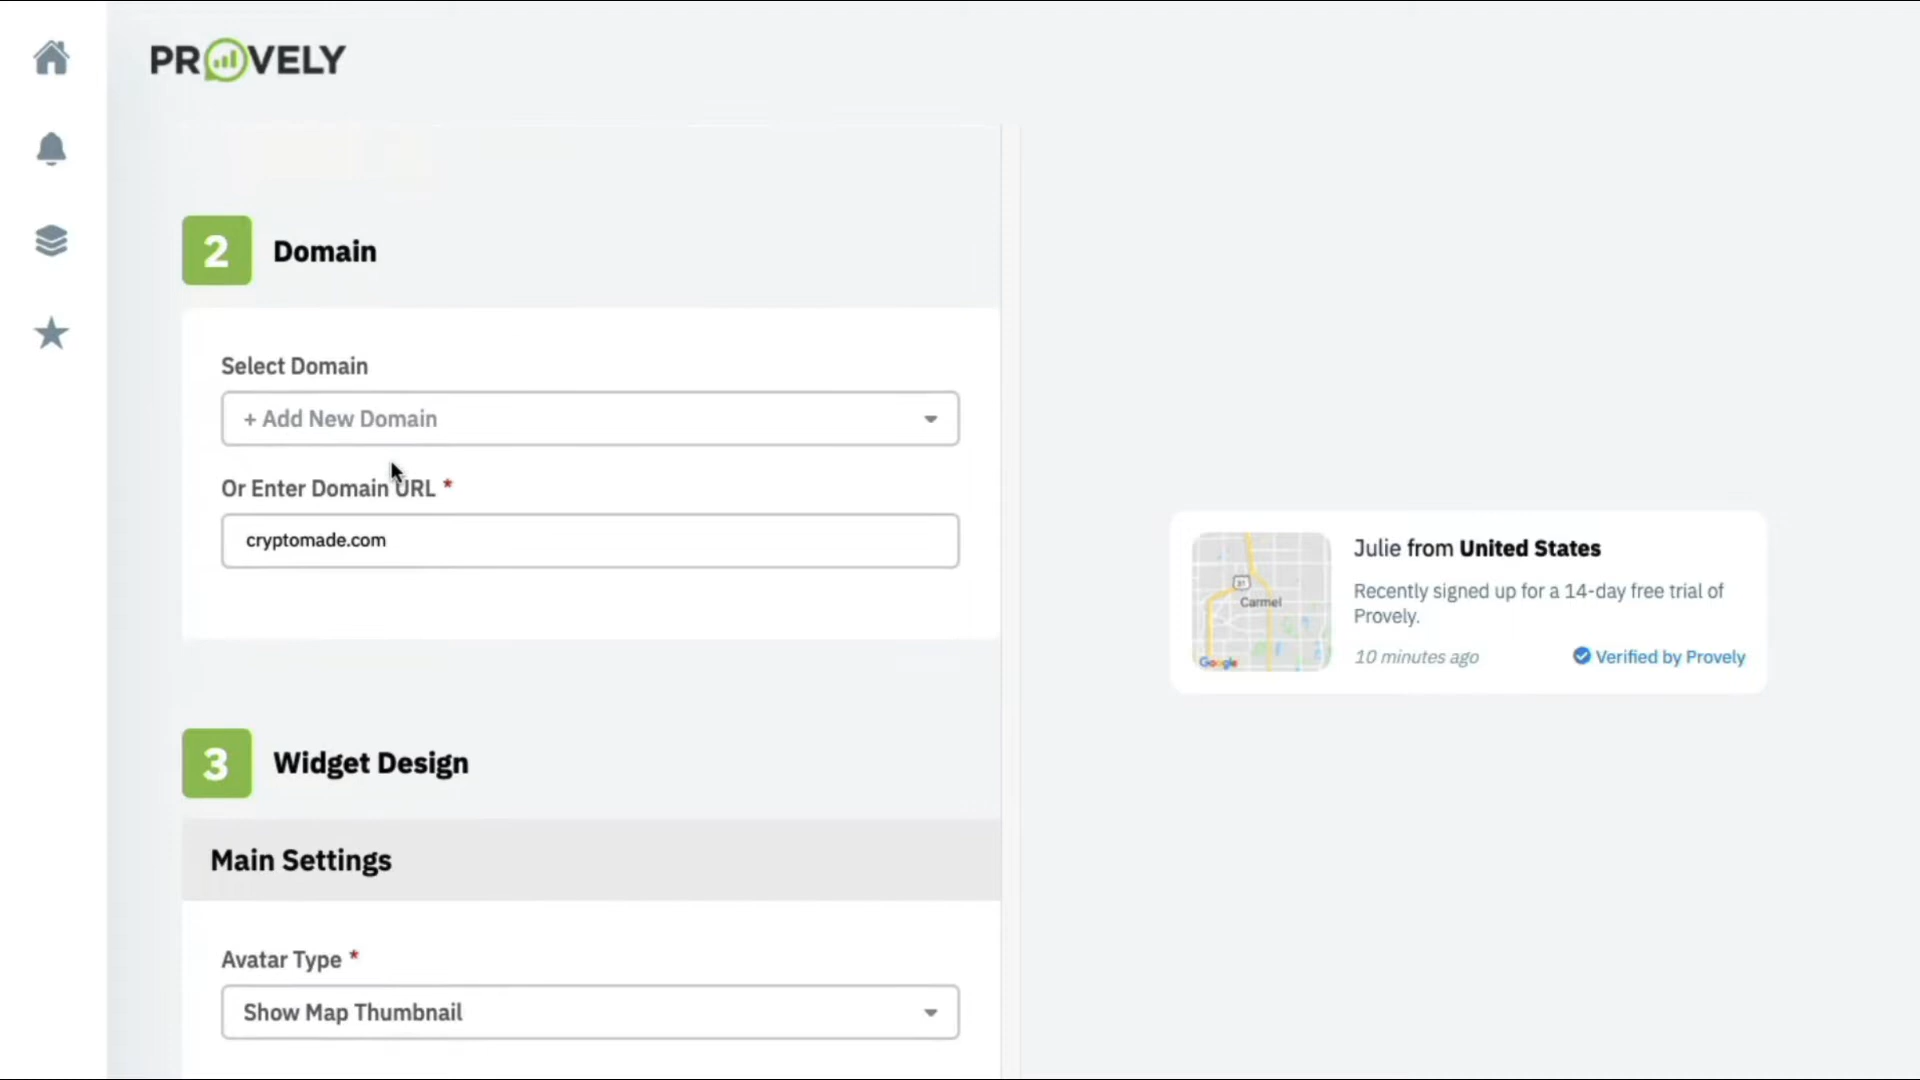 PROVELY
2 Domain
Select Domain
+ Add New Domain
Or Enter Domain URL *
cryptomade.com
3 Widget Design
Main Settings
Avatar Type *
Show Map Thumbnail
31
Carmel
Google
Julie from United States
Recently signed up for a 14-day free trial of
Provely.
10 minutes ago
Verified by Provely